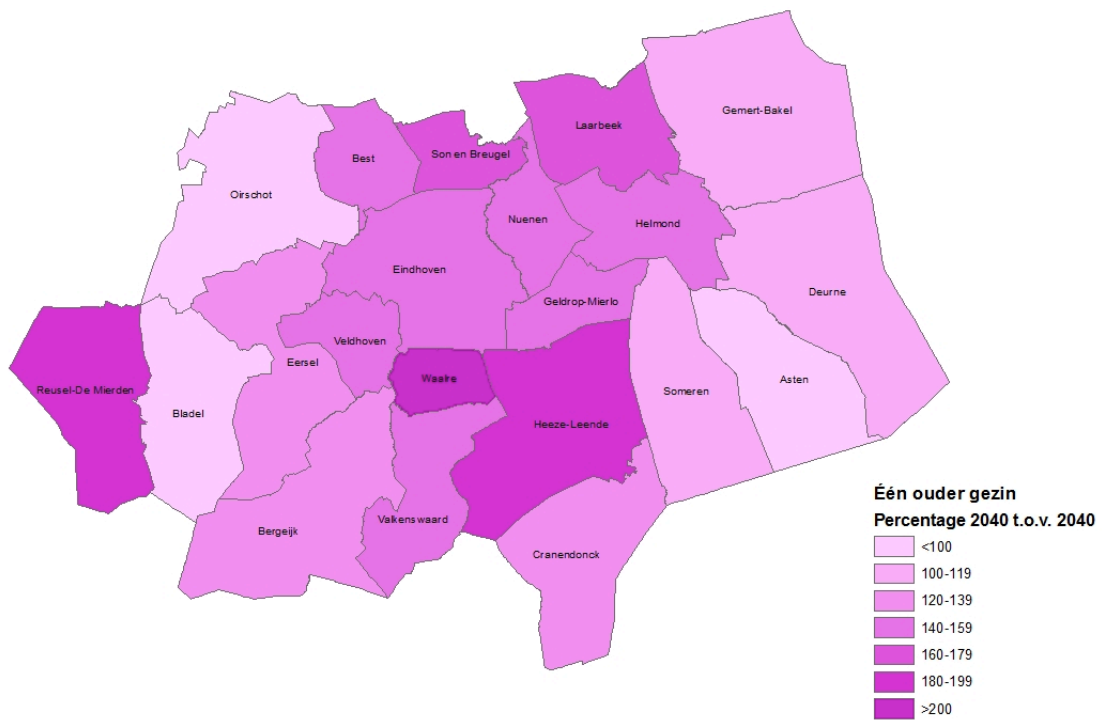 Gemert-Bakel
Laarbeek
Best
Son en Breugel
Oirschot
Nuenen
Helmond
Eindhoven
Deurne
Geldrop-Mierlo
Veldhoven
Eersel
Waalre
Asten
Reusel-De Mierden
Someren
Bladel
Heeze-Leende
Valkenswaard
Bergeijk
Cranendonck
Één ouder gezin
Percentage 2040 t.o.v. 2040
<100
100-119
120-139
140-159
160-179
180-199
>200